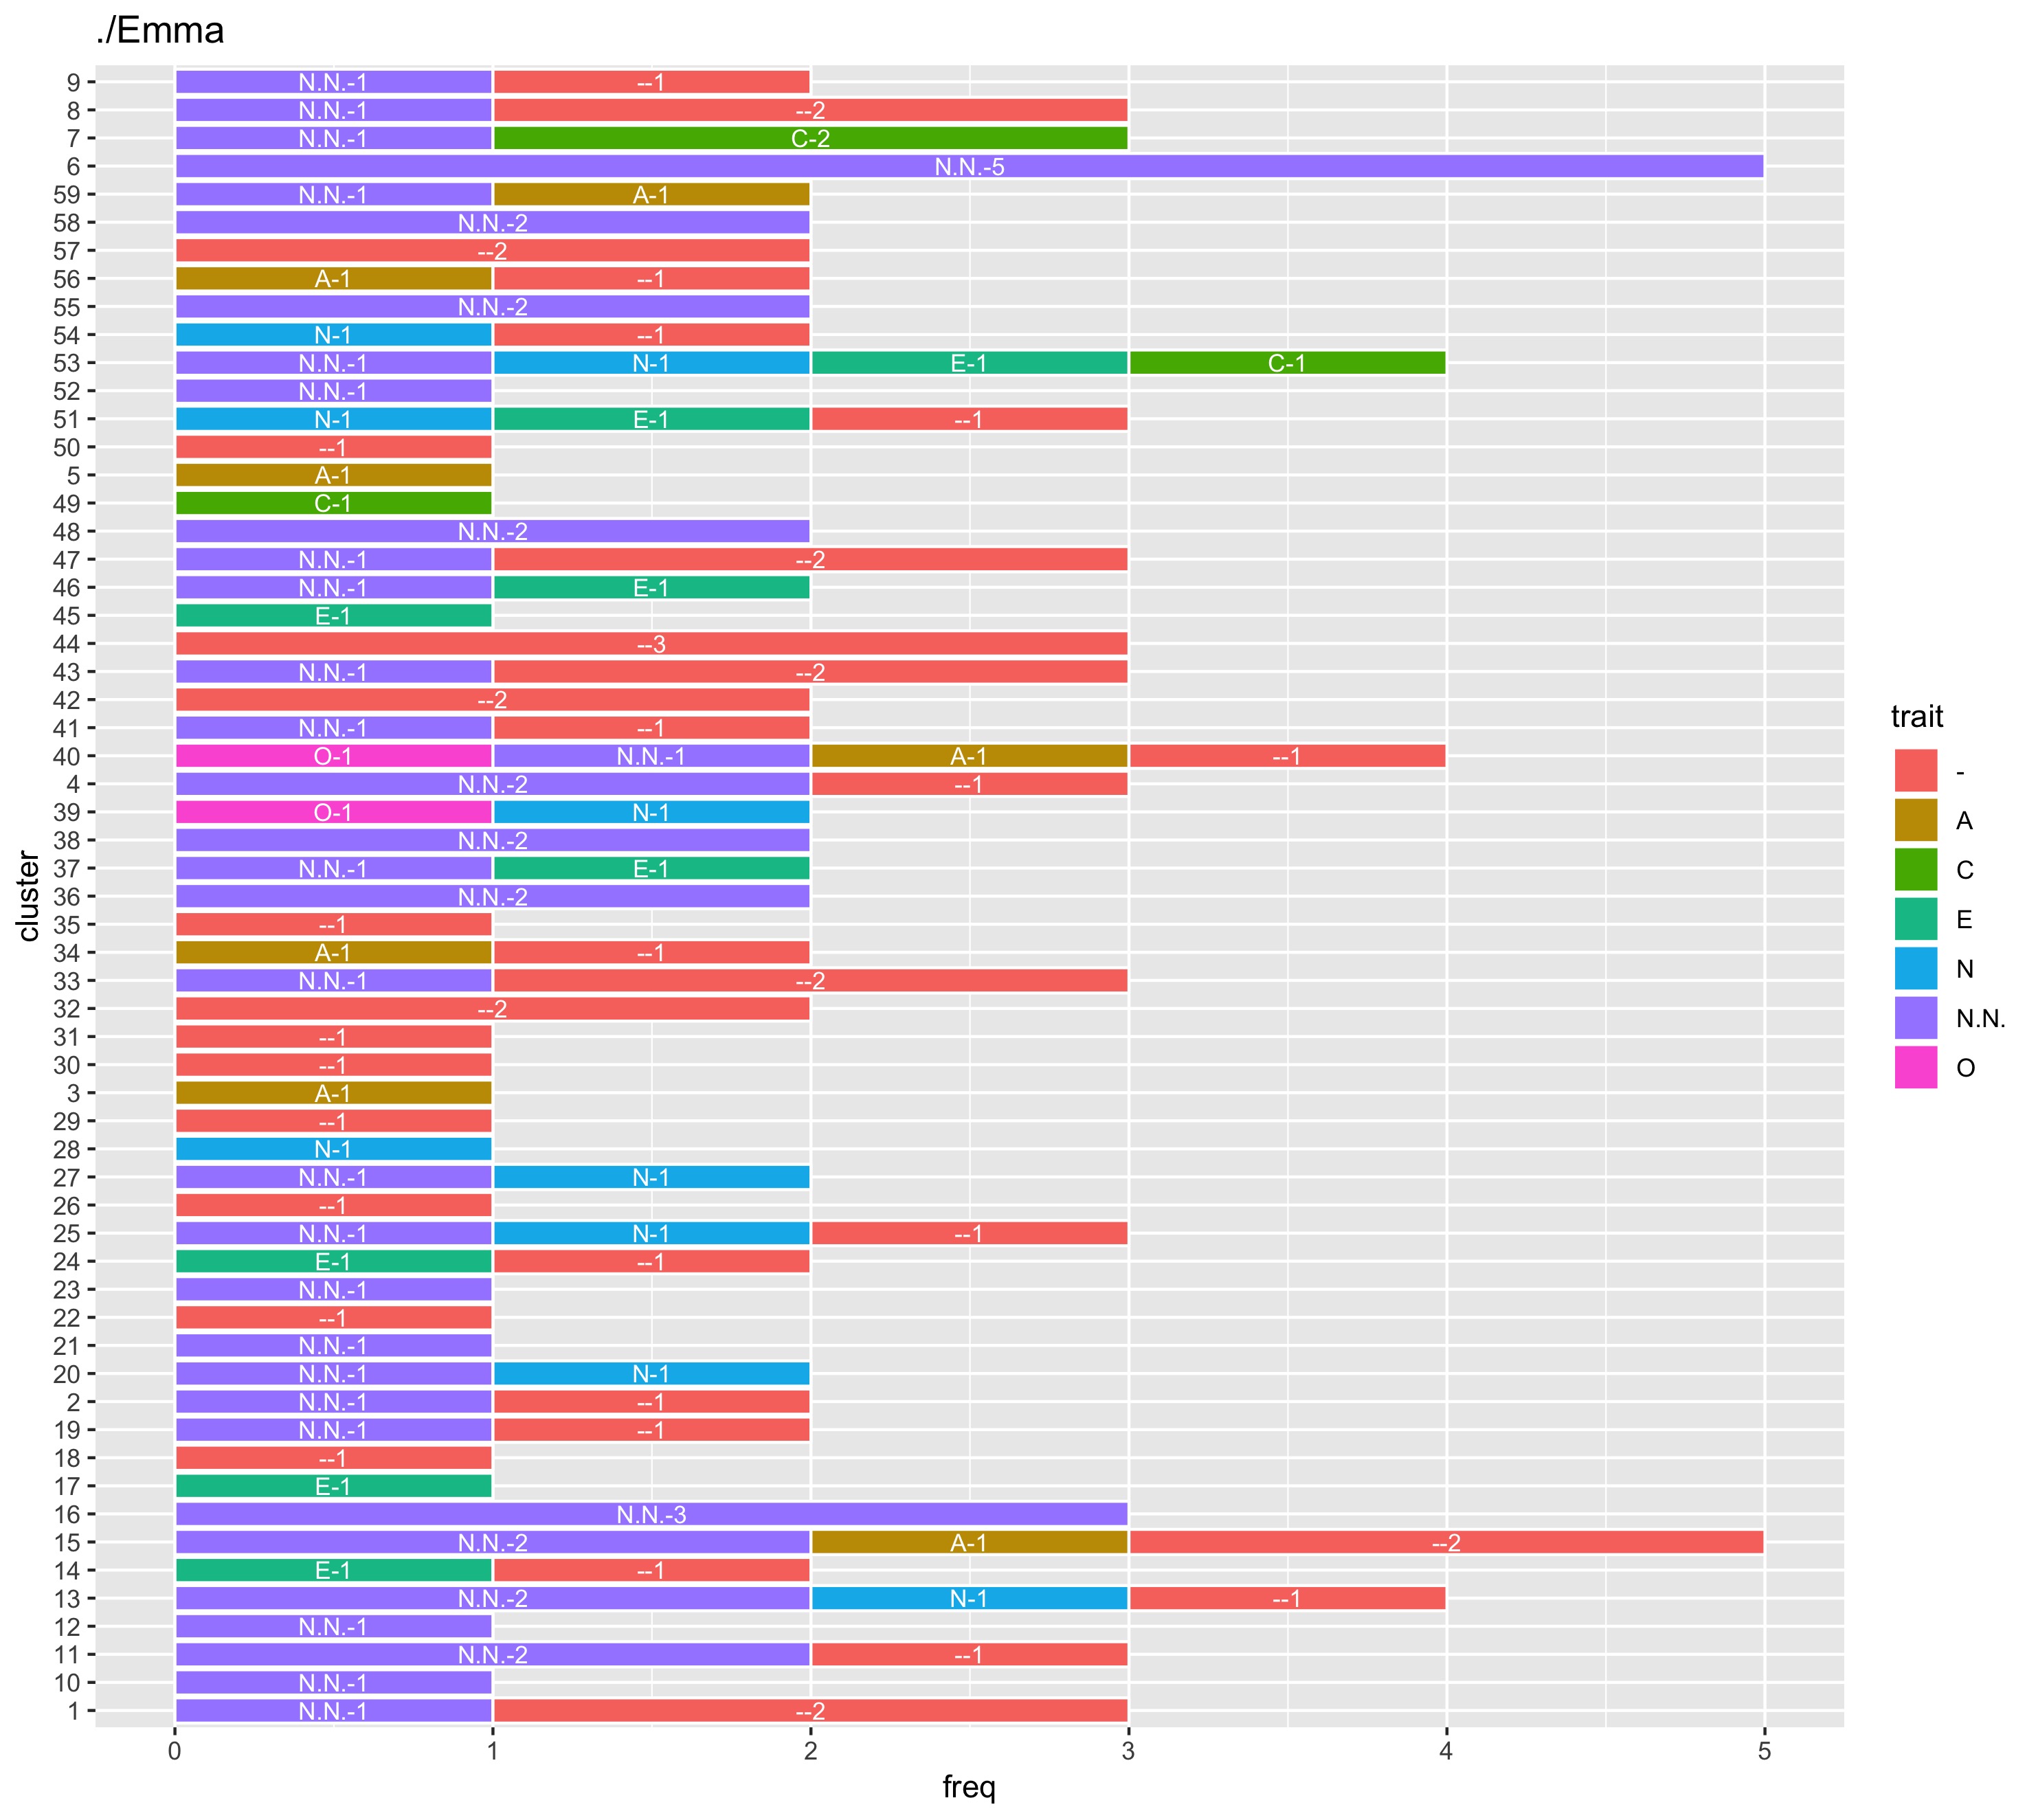 ./Emma
9 N.N.-1 --1
8 N.N.-1 --2
7 N.N.-1 C-2
6 N.N.-5
59 N.N.-1 A-1
58 N.N.-2
57 --2
56 A-1 --1
55 N.N.-2
54 N-1 --1
53 N.N.-1 N-1 E-1 C-1
52 N.N.-1
51 N-1 E-1 --1
50 --1
5 A-1
49 C-1
48 N.N.-2
47 N.N.-1 --2
46 N.N.-1 E-1
45 E-1
44 --3
43 N.N.-1 --2
42 --2
41 N.N.-1 --1
40 O-1 N.N.-1 A-1 --1
4 N.N.-2 --1
39 O-1 N-1
38 N.N.-2
37 N.N.-1 E-1
36 N.N.-2
35 --1
34 A-1 --1
33 N.N.-1 --2
32 --2
31 --1
30 --1
3 A-1
29 --1
28 N-1
27 N.N.-1 N-1
26 --1
25 N.N.-1 N-1 --1
24 E-1 --1
23 N.N.-1
22 --1
21 N.N.-1
20 N.N.-1 N-1
2 N.N.-1 --1
19 N.N.-1 --1
18 --1
17 E-1
16 N.N.-3
15 N.N.-2 A-1 --2
14 E-1 --1
13 N.N.-2 N-1 --1
12 N.N.-1
11 N.N.-2 --1
10 N.N.-1
1 N.N.-1 --2
0 1 2 3 4 5
freq
cluster
trait
-
A
C
E
N
N.N.
O